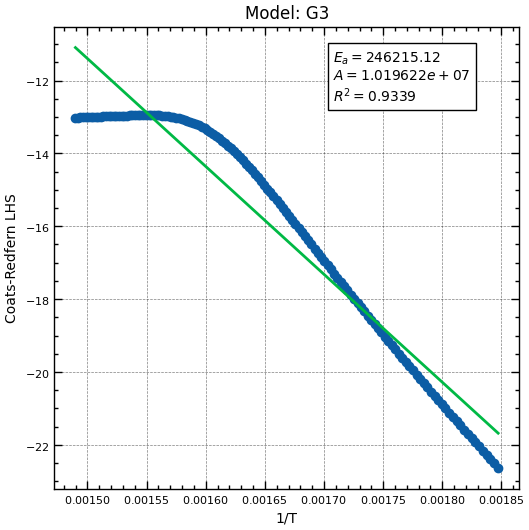 Model: G3
E_a = 246215.12
A = 1.019622e + 07
R^2 = 0.9339
−12
−14
−16
−18
−20
−22
Coats-Redfern LHS
0.00150 0.00155 0.00160 0.00165 0.00170 0.00175 0.00180 0.00185
1/T